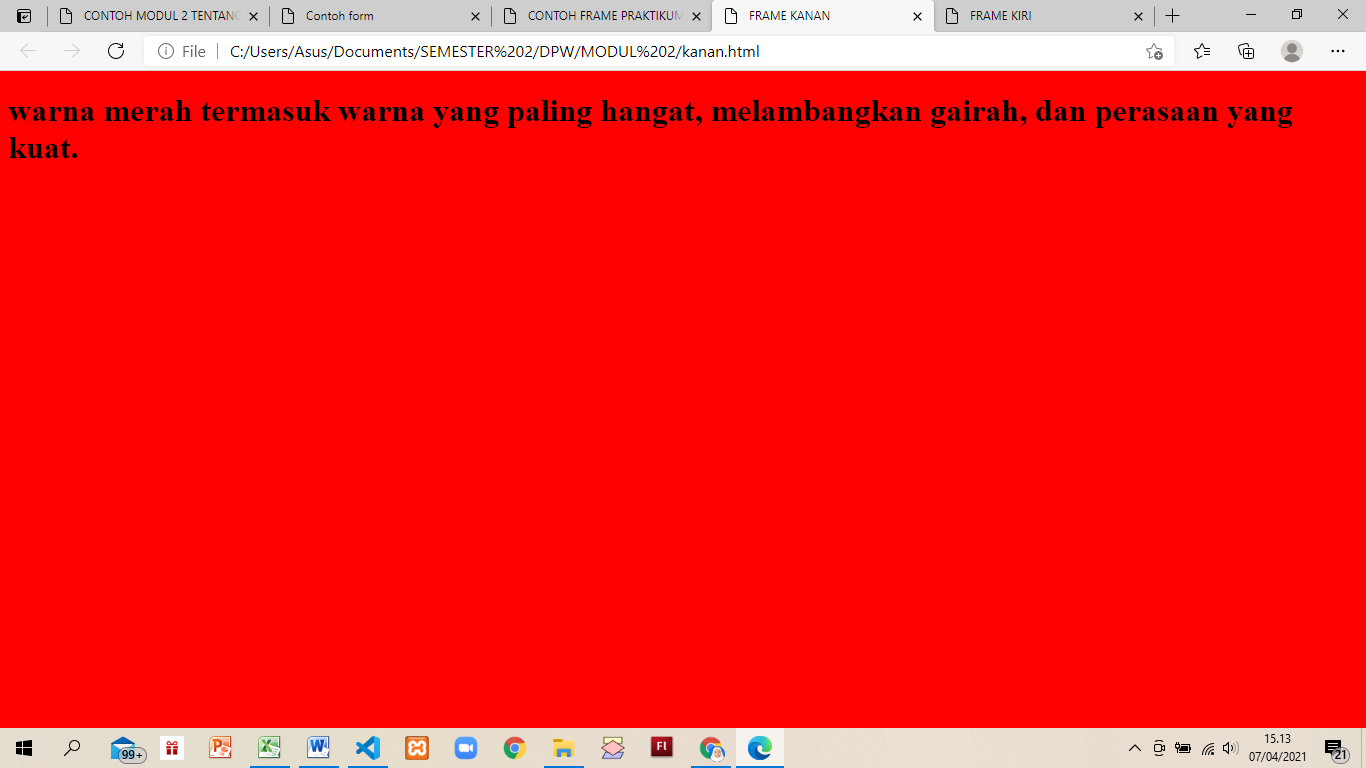 CONTOH MODUL 2 TENTANG
Contoh form
CONTOH FRAME PRAKTIKUM
FRAME KANAN
FRAME KIRI
File
C:/Users/Asus/Documents/SEMESTER%202/DPW/MODUL%202/kanan.html
warna merah termasuk warna yang paling hangat, melambangkan gairah, dan perasaan yang
kuat.
99+
Fl
15.13
07/04/2021
21